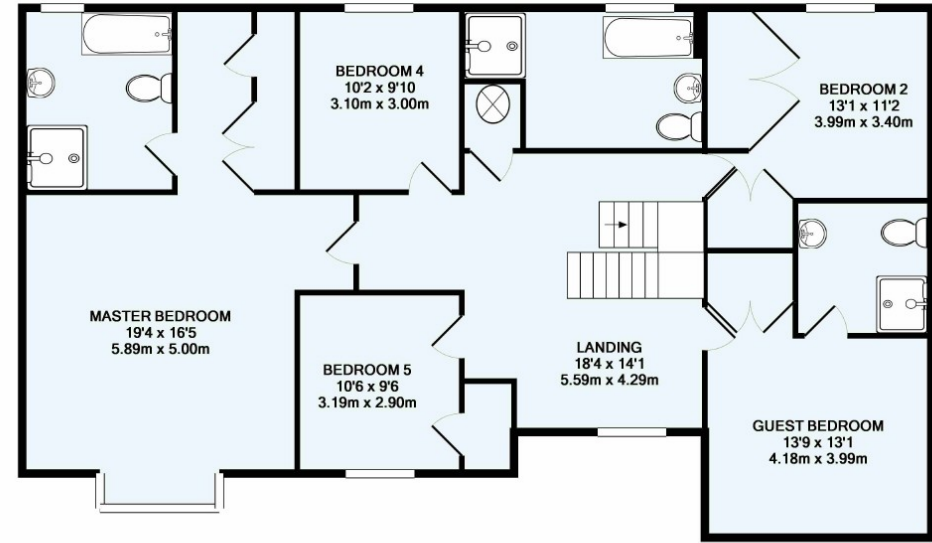 BEDROOM 4
10'2 x 9'10
3.10m x 3.00m
BEDROOM 2
13'1 x 11'2
3.99m x 3.40m
MASTER BEDROOM
19'4 x 16'5
5.89m x 5.00m
BEDROOM 5
10'6 x 9'6
3.19m x 2.90m
LANDING
18'4 x 14'1
5.59m x 4.29m
GUEST BEDROOM
13'9 x 13'1
4.18m x 3.99m